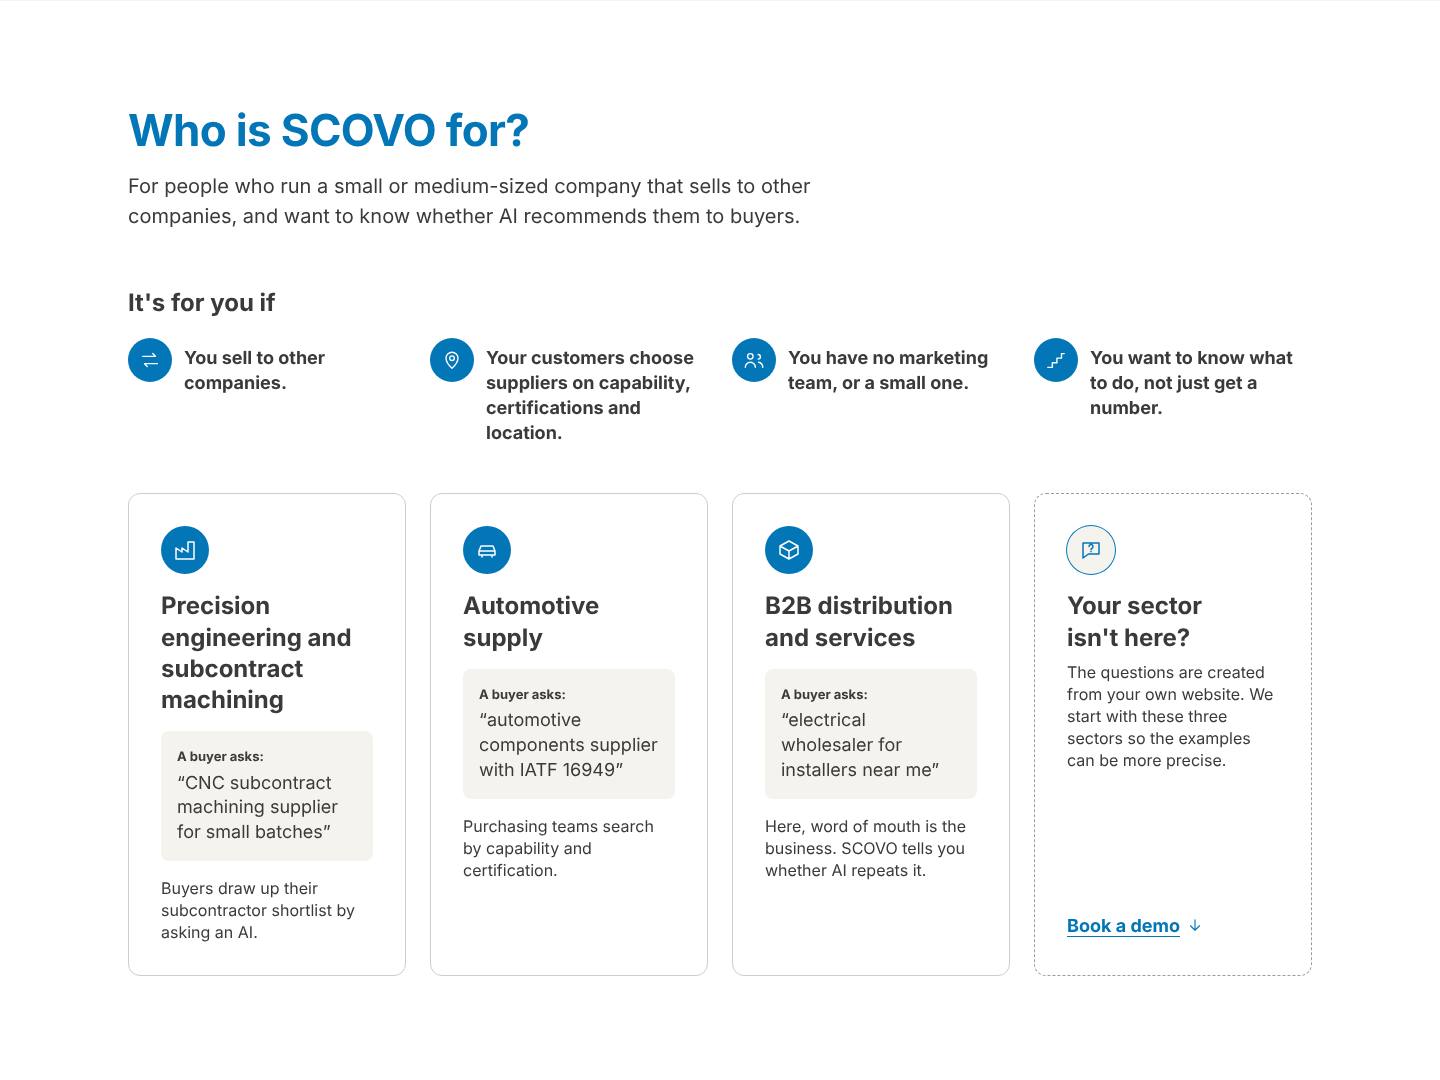 Who is SCOVO for?
For people who run a small or medium-sized company that sells to other
companies, and want to know whether AI recommends them to buyers.
It's for you if
You sell to other
companies.
Your customers choose
suppliers on capability,
certifications and
location.
You have no marketing
team, or a small one.
You want to know what
to do, not just get a
number.
Precision
engineering and
subcontract
machining
A buyer asks:
“CNC subcontract
machining supplier
for small batches”
Buyers draw up their
subcontractor shortlist by
asking an AI.
Automotive
supply
A buyer asks:
“automotive
components supplier
with IATF 16949”
Purchasing teams search
by capability and
certification.
B2B distribution
and services
A buyer asks:
“electrical
wholesaler for
installers near me”
Here, word of mouth is the
business. SCOVO tells you
whether AI repeats it.
?
Your sector
isn't here?
The questions are created
from your own website. We
start with these three
sectors so the examples
can be more precise.
Book a demo ↓